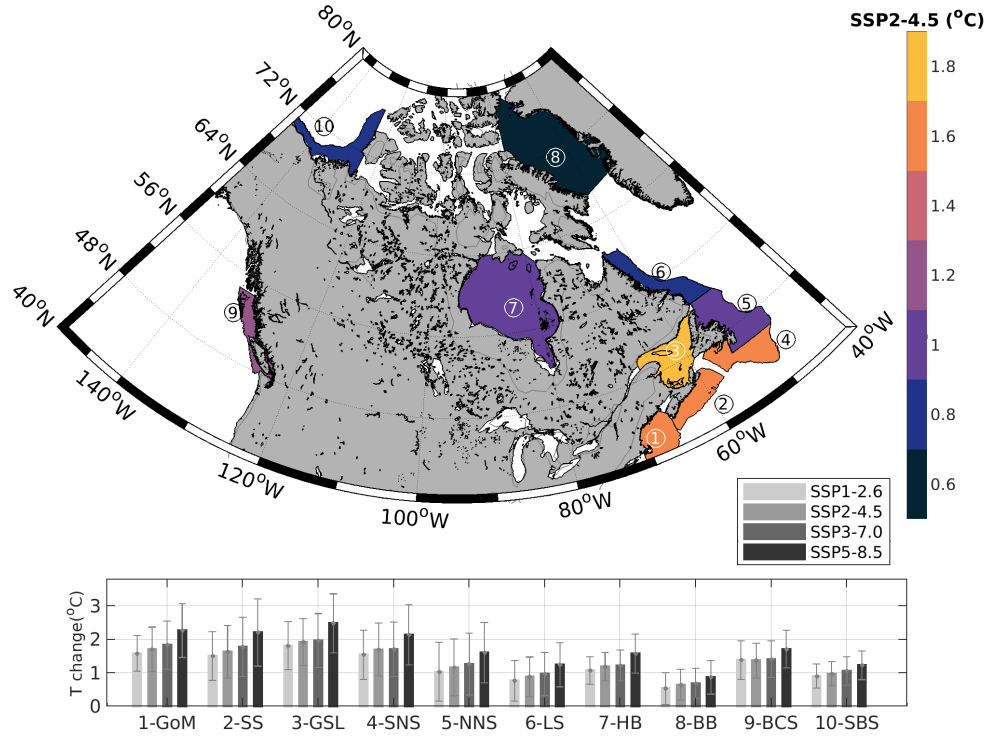 SSP2-4.5 (°C)
80°N
72°N
64°N
56°N
48°N
40°N
140°W
120°W
100°W
80°W
60°W
40°W
10
8
6
5
7
9
4
3
2
1
1.8
1.6
1.4
1.2
1
0.8
0.6
SSP1-2.6
SSP2-4.5
SSP3-7.0
SSP5-8.5
T change(°C)
3
2
1
0
1-GoM 2-SS 3-GSL 4-SNS 5-NNS 6-LS 7-HB 8-BB 9-BCS 10-SBS